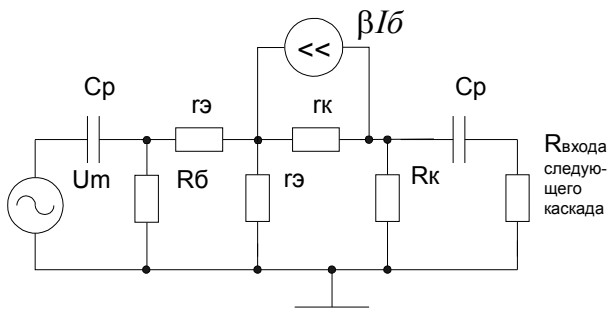 βIб
<<
Cp
rэ
rк
Cp
Um
Rб
rэ
Rк
Rвхода
следую-
щего
каскада